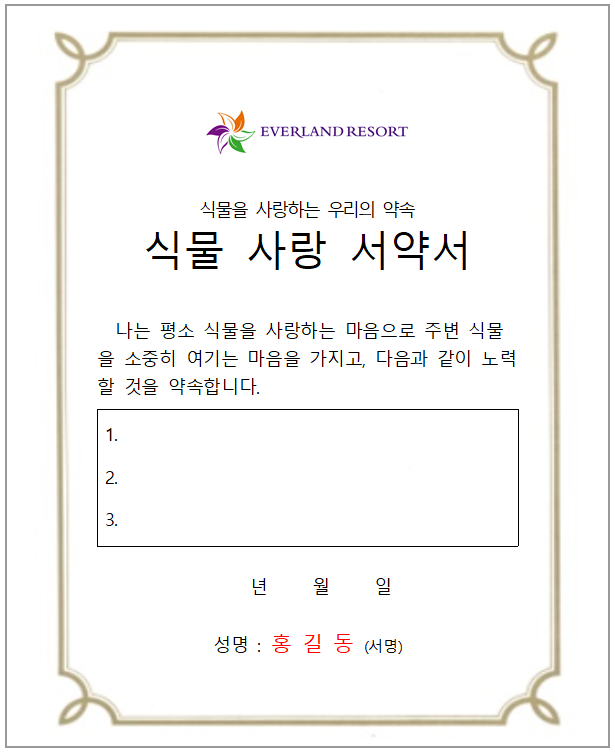 EVERLAND RESORT
식물을 사랑하는 우리의 약속
식물 사랑 서약서
나는 평소 식물을 사랑하는 마음으로 주변 식물
을 소중히 여기는 마음을 가지고, 다음과 같이 노력
할 것을 약속합니다.
1.
2.
3.
년 월 일
성명 : 홍 길 동 (서명)